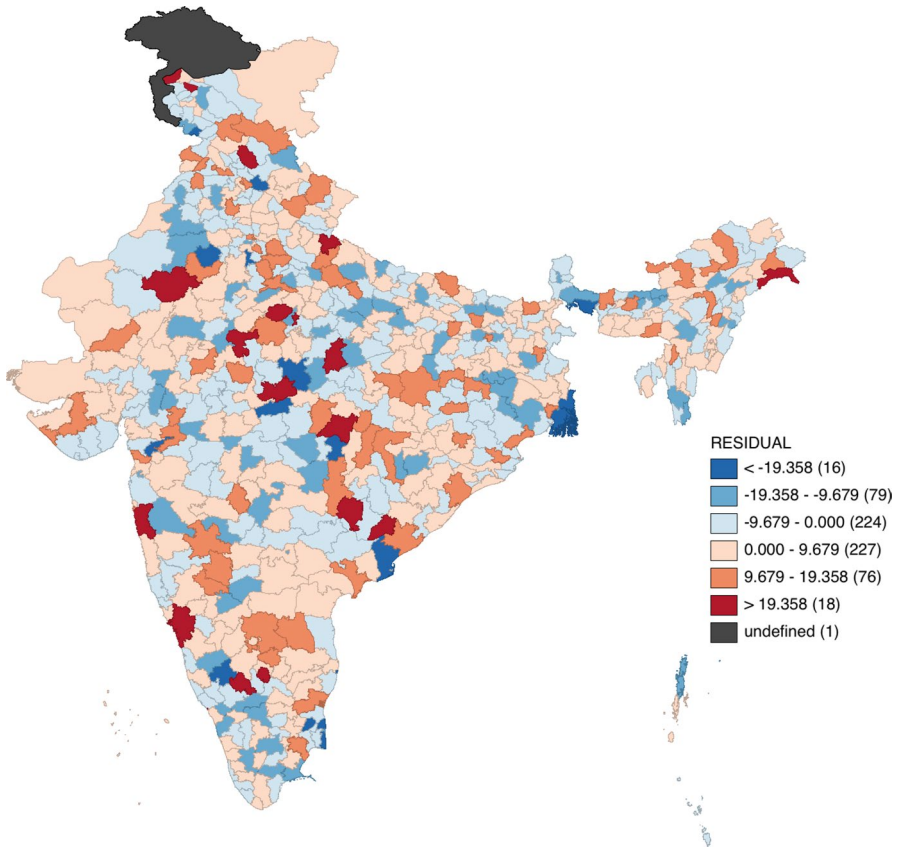 RESIDUAL
< -19.358 (16)
-19.358 - -9.679 (79)
-9.679 - 0.000 (224)
0.000 - 9.679 (227)
9.679 - 19.358 (76)
> 19.358 (18)
undefined (1)